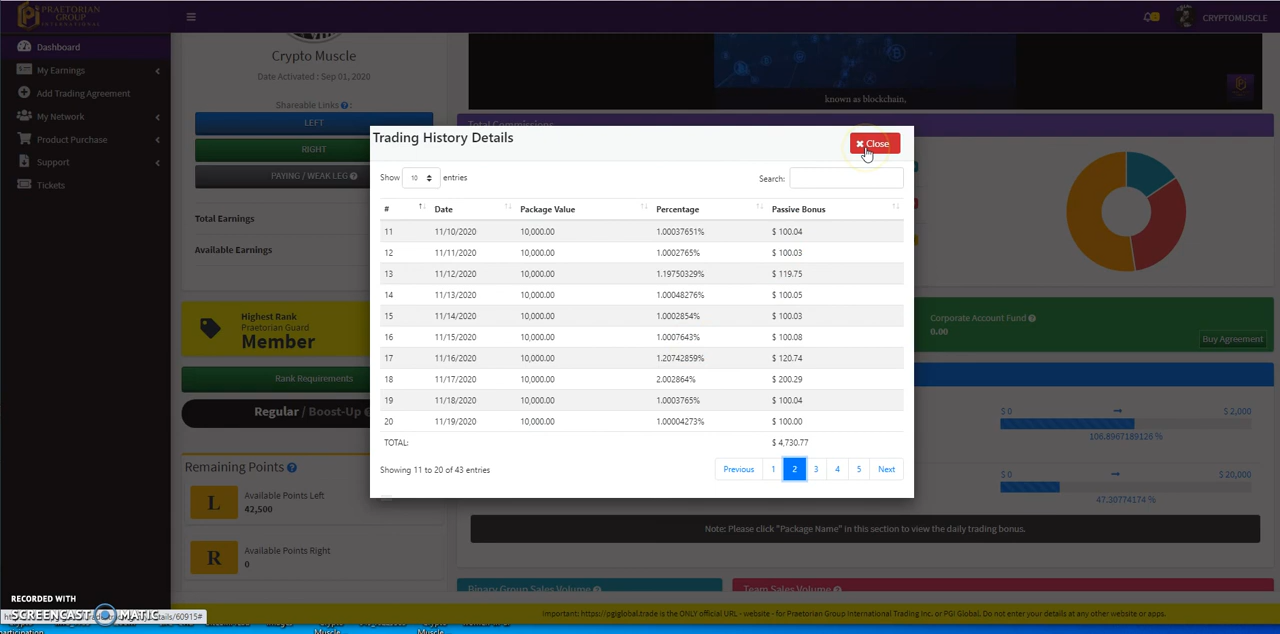 PRAETORIAN
GROUP
INTERNATIONAL
CRYPTOMUSCLE
Dashboard
My Earnings
Add Trading Agreement
My Network
Product Purchase
Support
Tickets
Crypto Muscle
Date Activated : Sep 01, 2020
Shareable Links ? :
LEFT
RIGHT
PAYING / WEAK LEG ?
Total Earnings
Available Earnings
Highest Rank
Praetorian Guard
Member
Rank Requirements
Regular / Boost-Up
Remaining Points ?
L
Available Points Left
42,500
R
Available Points Right
0
known as blockchain,
Total Commissions
Trading History Details
✖ Close
Show 10 entries
Search:
# Date Package Value Percentage Passive Bonus
11 11/10/2020 10,000.00 1.00037651% $ 100.04
12 11/11/2020 10,000.00 1.0002765% $ 100.03
13 11/12/2020 10,000.00 1.19750329% $ 119.75
14 11/13/2020 10,000.00 1.00048276% $ 100.05
15 11/14/2020 10,000.00 1.0002854% $ 100.03
16 11/15/2020 10,000.00 1.0007643% $ 100.08
17 11/16/2020 10,000.00 1.20742859% $ 120.74
18 11/17/2020 10,000.00 2.002864% $ 200.29
19 11/18/2020 10,000.00 1.0003765% $ 100.04
20 11/19/2020 10,000.00 1.00004273% $ 100.00
TOTAL: $ 4,730.77
Showing 11 to 20 of 43 entries
Previous 1 2 3 4 5 Next
Corporate Account Fund ?
0.00
Buy Agreement
$ 0 → $ 2,000
106.8967189126 %
$ 0 → $ 20,000
47.30774174 %
Note: Please click "Package Name" in this section to view the daily trading bonus.
Binary Group Sales Volume
Team Sales Volume
Important: https://pgiglobal.trade is the ONLY official URL - website - for Praetorian Group International Trading Inc. or PGI Global. Do not enter your details at any other website or apps.
RECORDED WITH
SCREENCAST MATIC
Muscle
Muscle